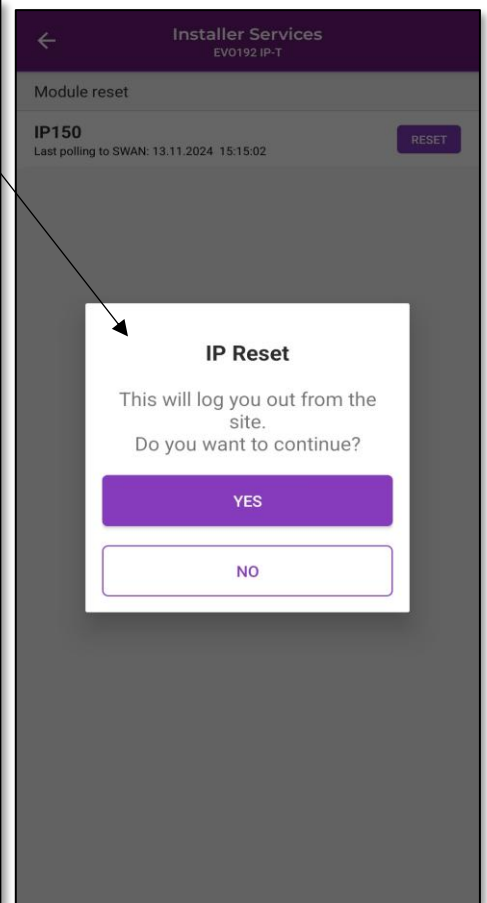 Installer Services
EVO192 IP-T
Module reset
IP150
Last polling to SWAN: 13.11.2024 15:15:02
RESET
IP Reset
This will log you out from the
site.
Do you want to continue?
YES
NO